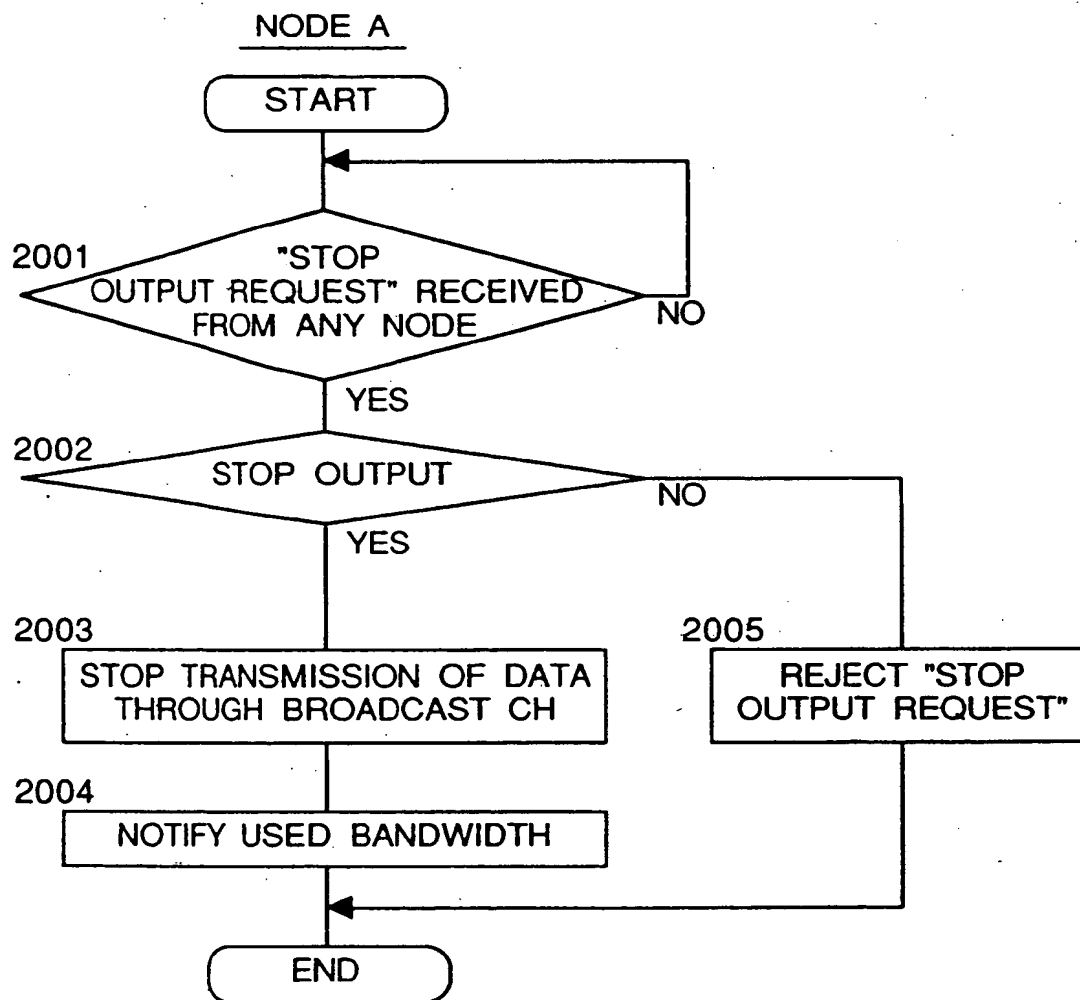 NODE A
START
2001
"STOP
OUTPUT REQUEST" RECEIVED
FROM ANY NODE
NO
YES
2002
STOP OUTPUT
NO
YES
2003
STOP TRANSMISSION OF DATA
THROUGH BROADCAST CH
2005
REJECT "STOP
OUTPUT REQUEST"
2004
NOTIFY USED BANDWIDTH
END